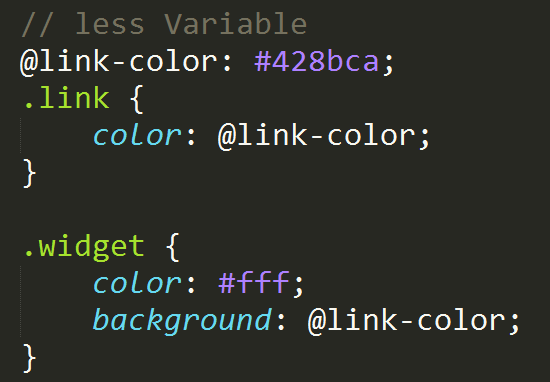 // less Variable
@link-color: #428bca;
.link {
    color: @link-color;
}

.widget {
    color: #fff;
    background: @link-color;
}